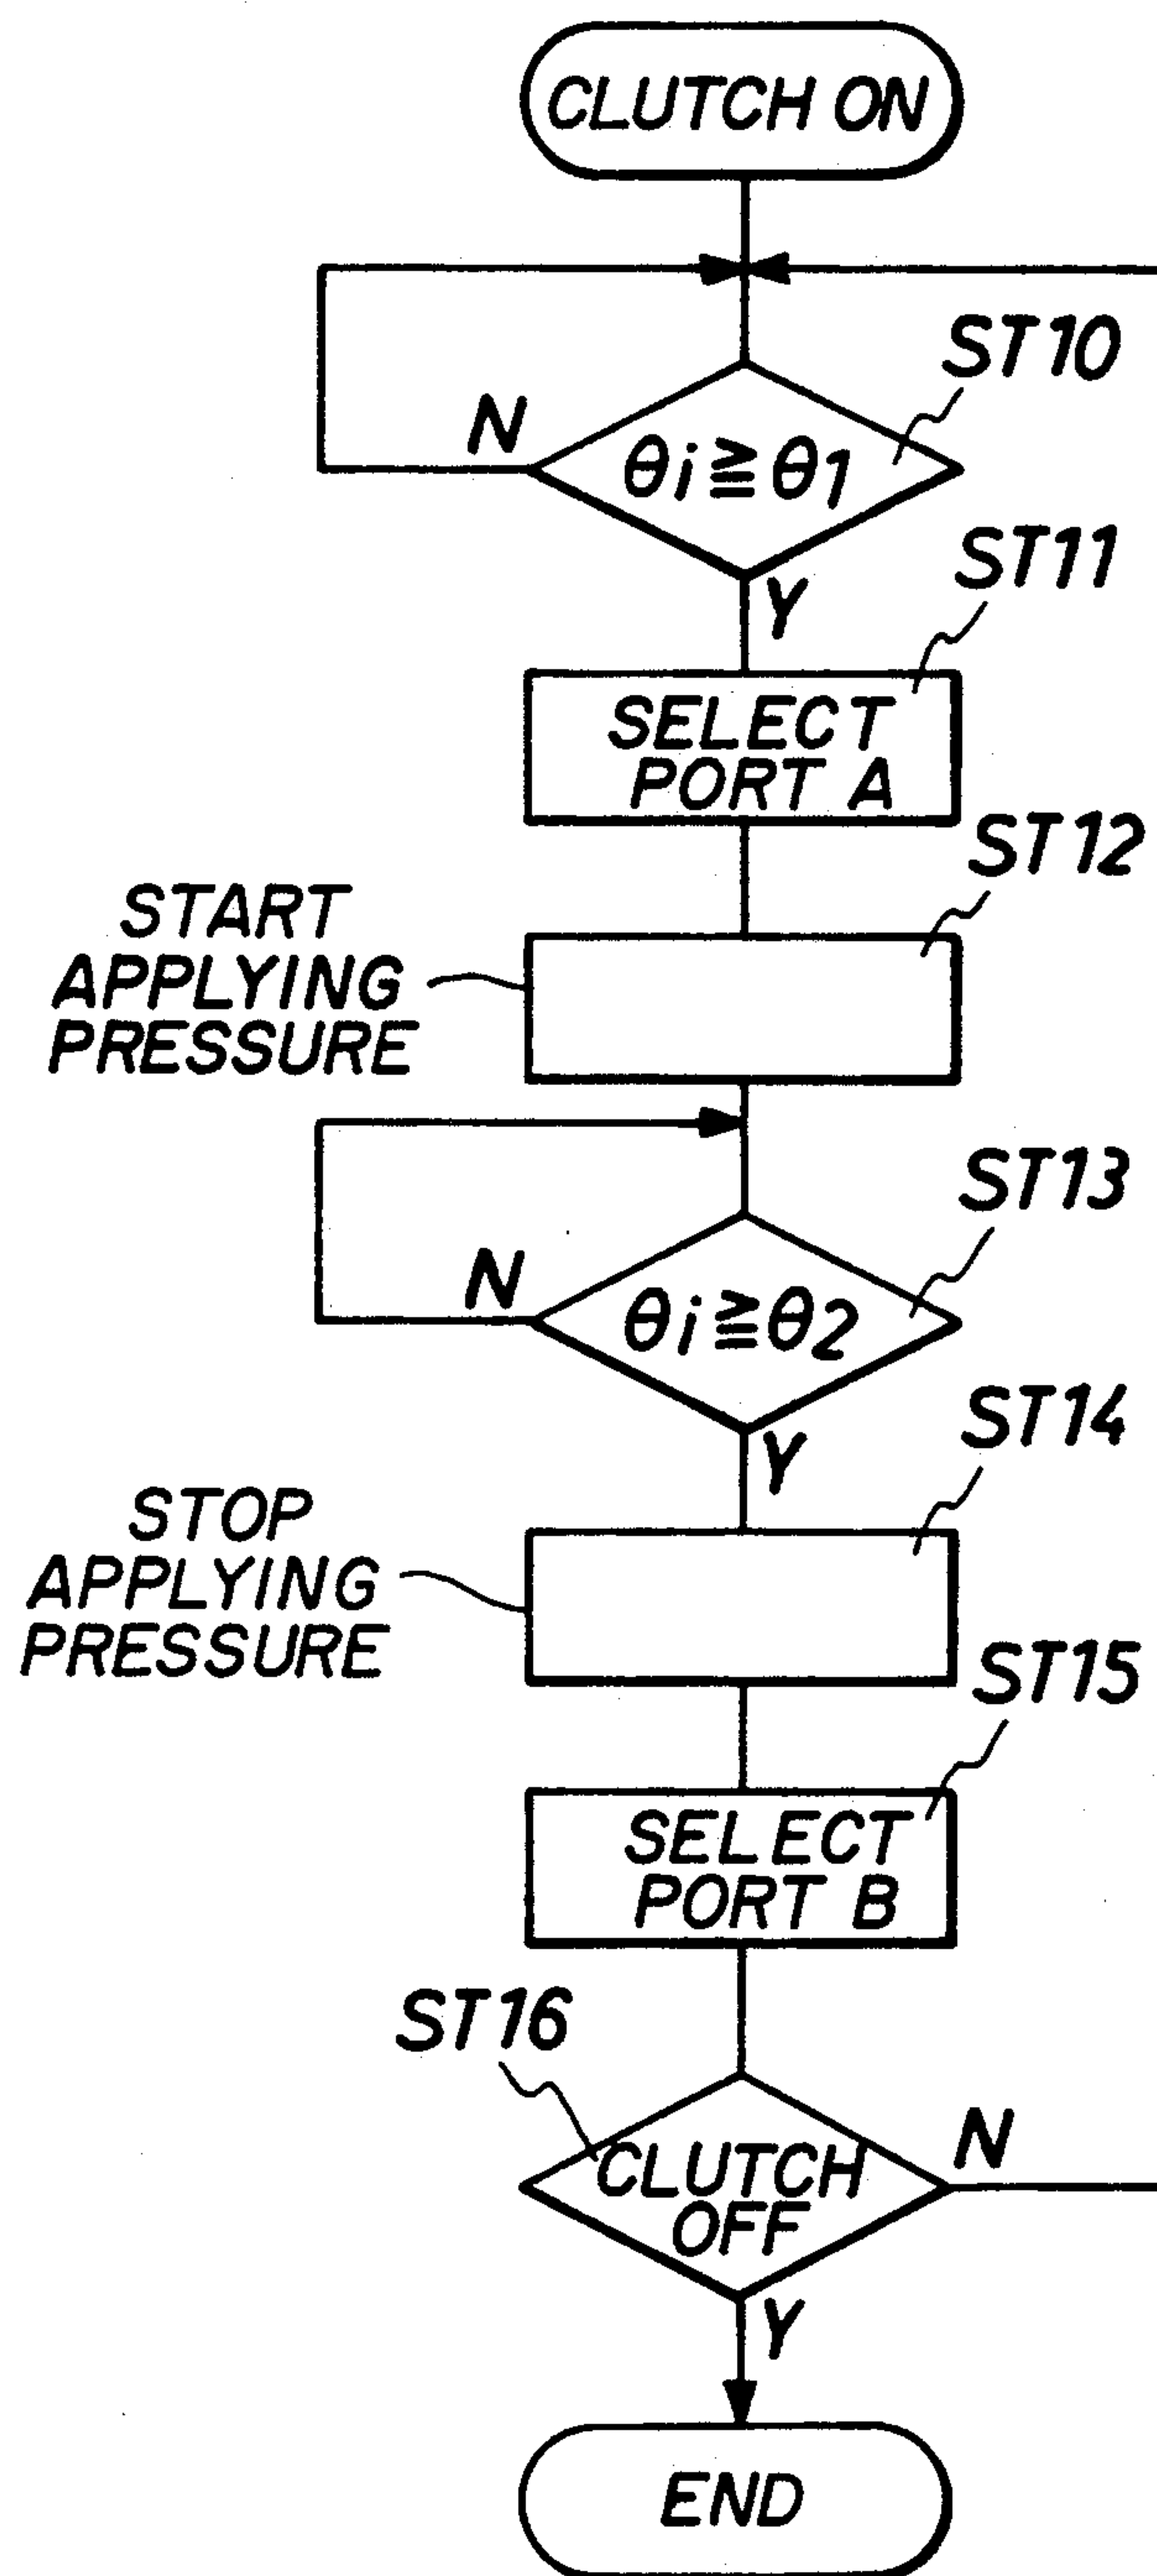 CLUTCH ON
ST10
N
θi≧θ1
ST11
Y
SELECT
PORT A
ST12
START
APPLYING
PRESSURE
ST13
N
θi≧θ2
ST14
Y
STOP
APPLYING
PRESSURE
ST15
SELECT
PORT B
ST16
N
CLUTCH
OFF
Y
END